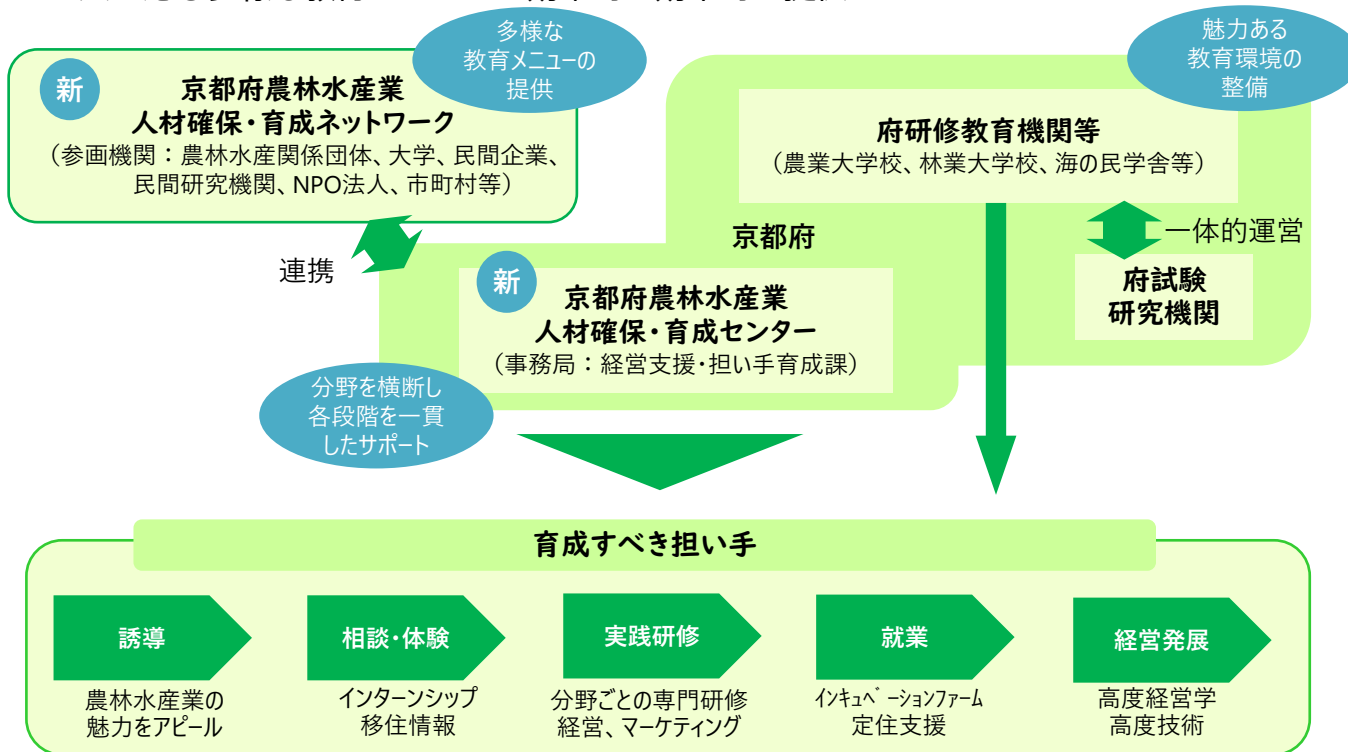 多様な
教育メニューの
提供
魅力ある
教育環境の
整備
新
京都府農林水産業
人材確保・育成ネットワーク
（参画機関：農林水産関係団体、大学、民間企業、
民間研究機関、NPO法人、市町村等）
府研修教育機関等
（農業大学校、林業大学校、海の民学舎等）
京都府
一体的運営
連携
新
京都府農林水産業
人材確保・育成センター
（事務局：経営支援・担い手育成課）
府試験
研究機関
分野を横断し
各段階を一貫
したサポート
育成すべき担い手
誘導
相談・体験
実践研修
就業
経営発展
農林水産業の
魅力をアピール
インターンシップ
移住情報
分野ごとの専門研修
経営、マーケティング
ｲﾝｷｭﾍﾞｰｼｮﾝﾌｧｰﾑ
定住支援
高度経営学
高度技術